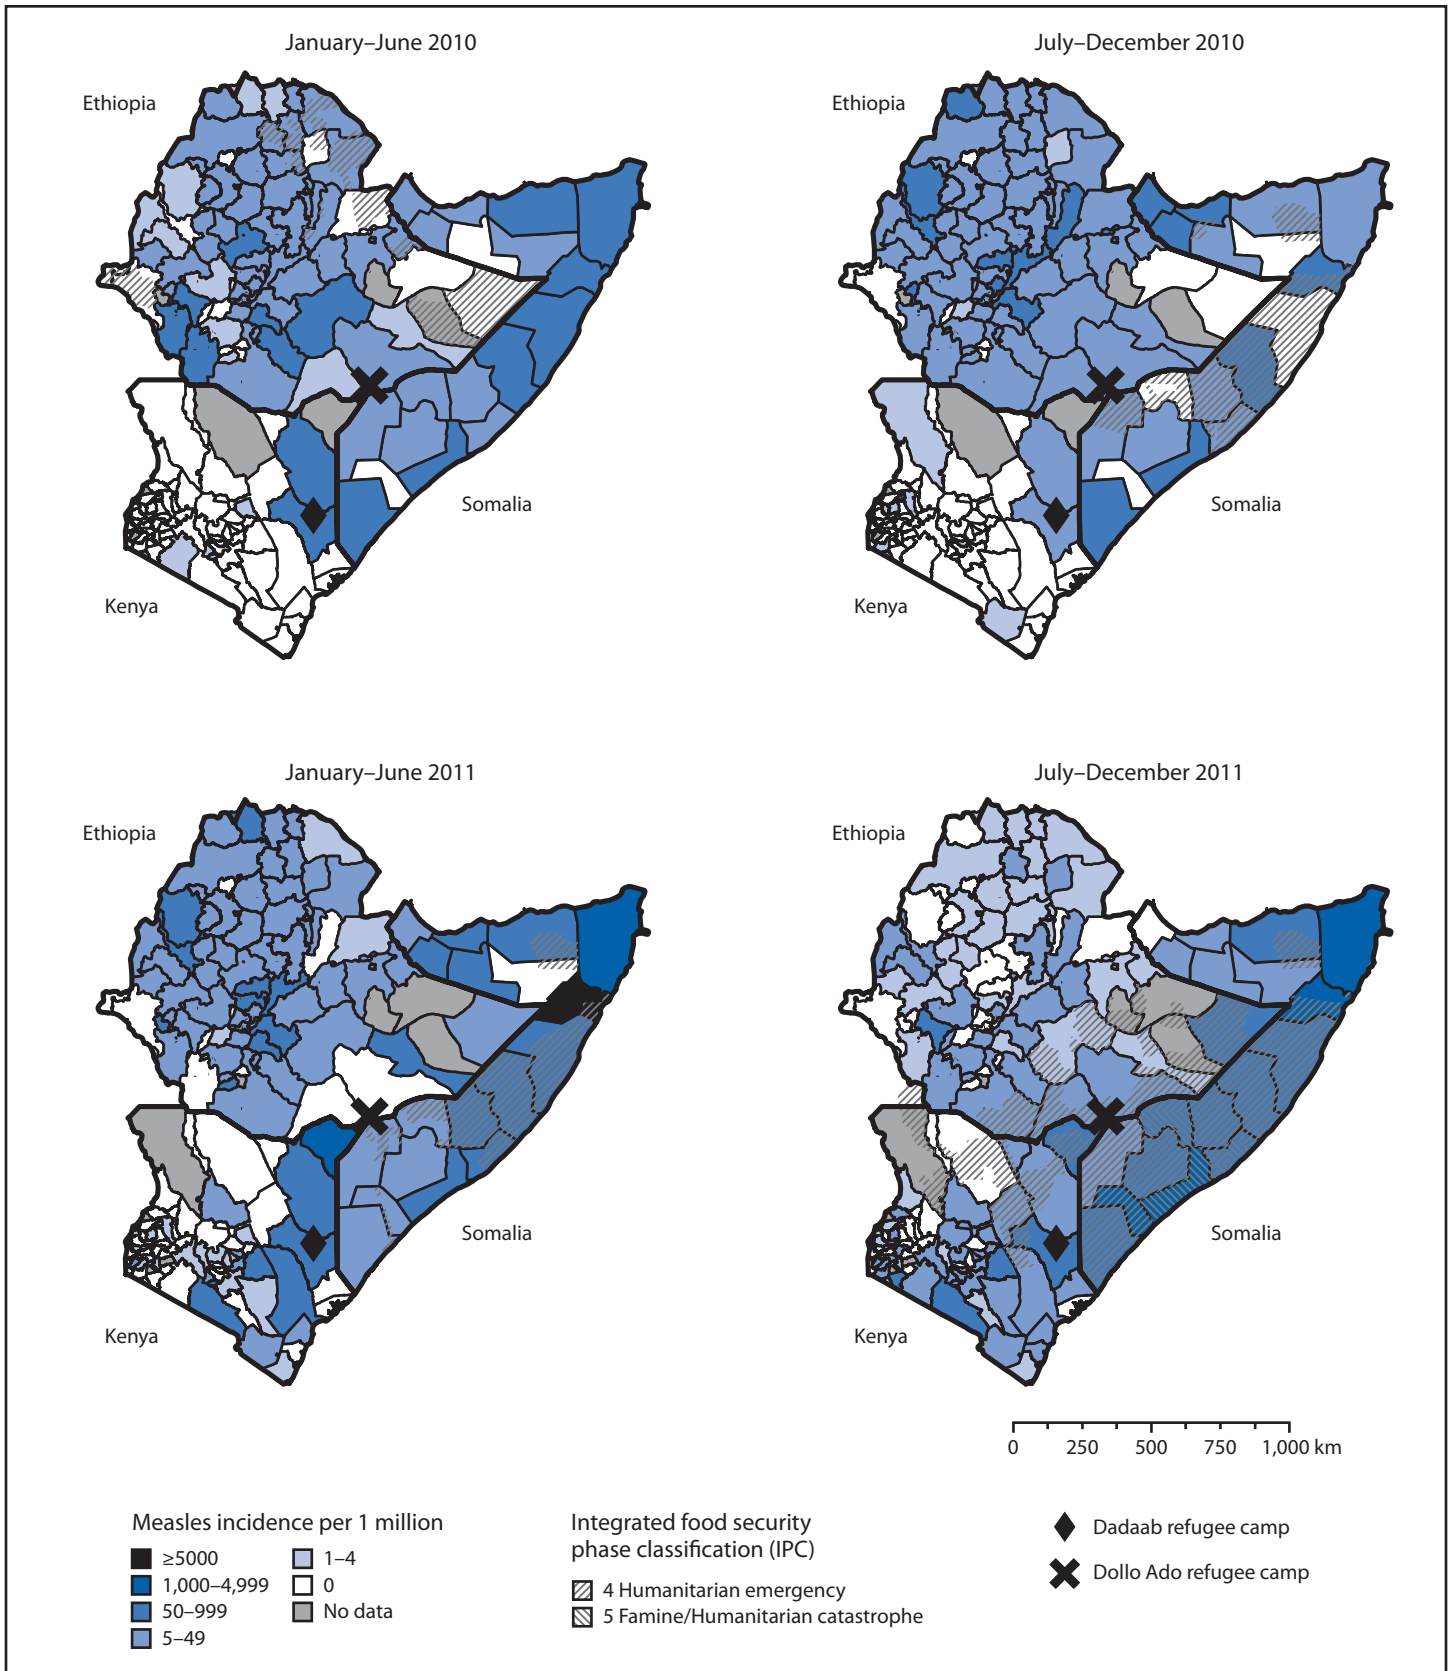 January–June 2010
July–December 2010
Ethiopia
Ethiopia
Somalia
Somalia
Kenya
Kenya
January–June 2011
July–December 2011
Ethiopia
Ethiopia
Somalia
Somalia
Kenya
Kenya
0 250 500 750 1,000 km
Measles incidence per 1 million
≥5000
1,000–4,999
50–999
5–49
1–4
0
No data
Integrated food security
phase classification (IPC)
4 Humanitarian emergency
5 Famine/Humanitarian catastrophe
Dadaab refugee camp
Dollo Ado refugee camp